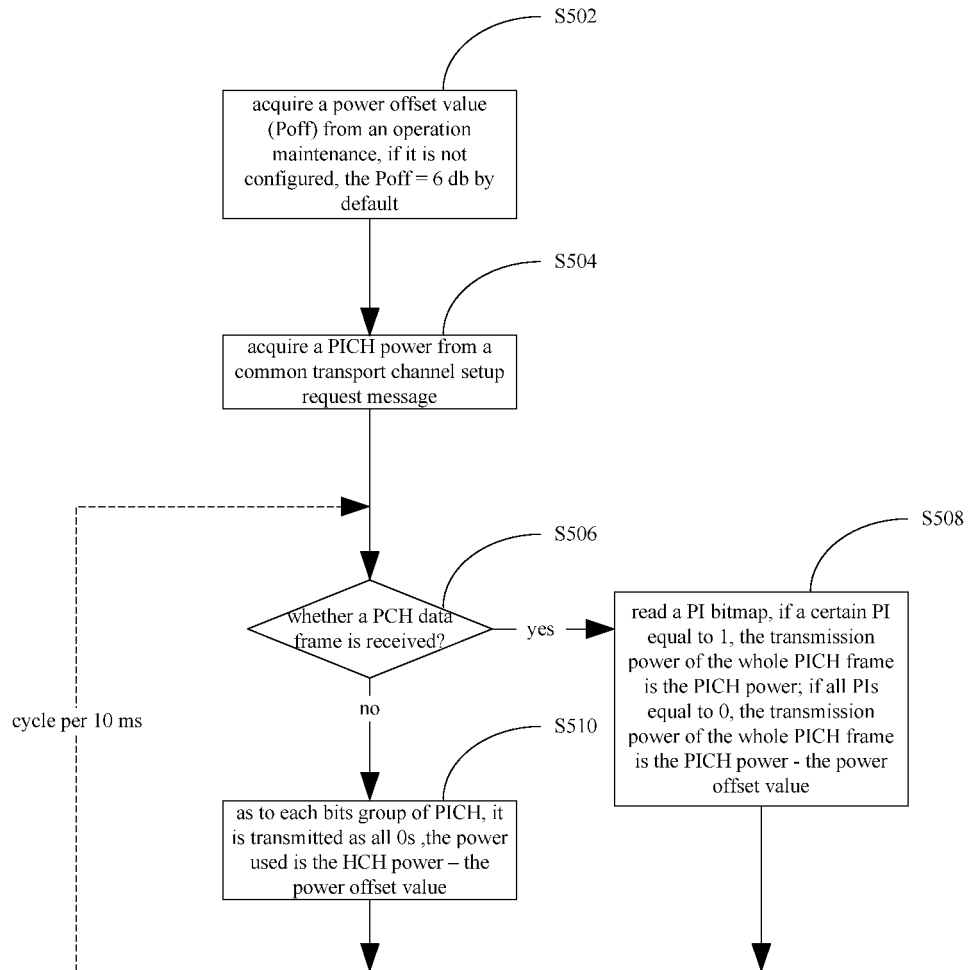 S502
acquire a power offset value
(Poff) from an operation
maintenance, if it is not
configured, the Poff = 6 db by
default
S504
acquire a PICH power from a
common transport channel setup
request message
S506
whether a PCH data
frame is received?
yes
S508
read a PI bitmap, if a certain PI
equal to 1, the transmission
power of the whole PICH frame
is the PICH power; if all PIs
equal to 0, the transmission
power of the whole PICH frame
is the PICH power - the power
offset value
no
cycle per 10 ms
S510
as to each bits group of PICH, it
is transmitted as all 0s ,the power
used is the HCH power – the
power offset value